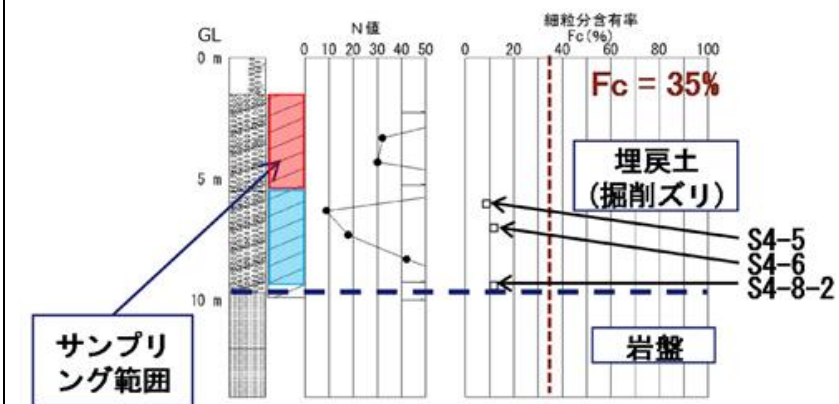 GL
N値
細粒分含有率
Fc(%)
0 m
0 10 20 30 40 50
0 20 40 60 80 100
Fc = 35%
埋戻土
(掘削ズリ)
5 m
S4-5
S4-6
S4-8-2
10 m
サンプリ
ング範囲
岩盤